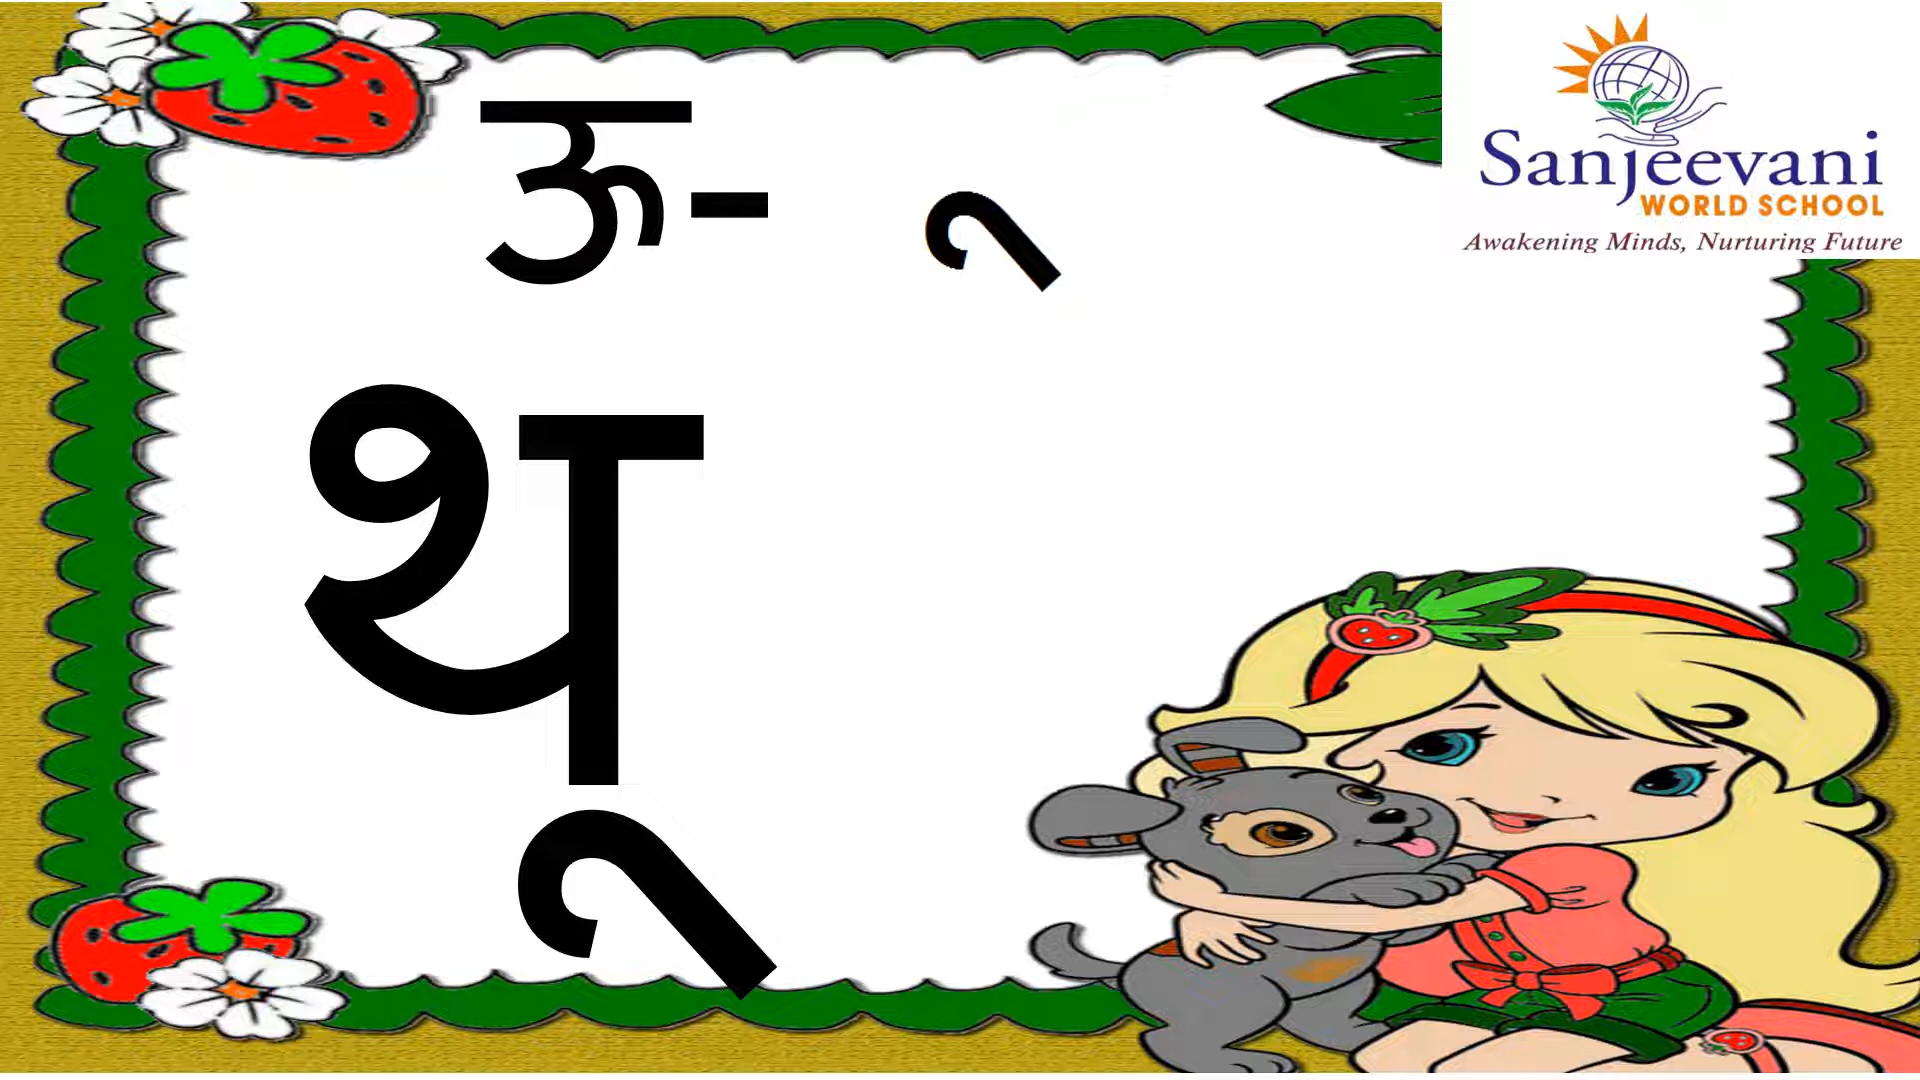 ऊ- ू
थू
Sanjeevani
WORLD SCHOOL
Awakening Minds, Nurturing Future